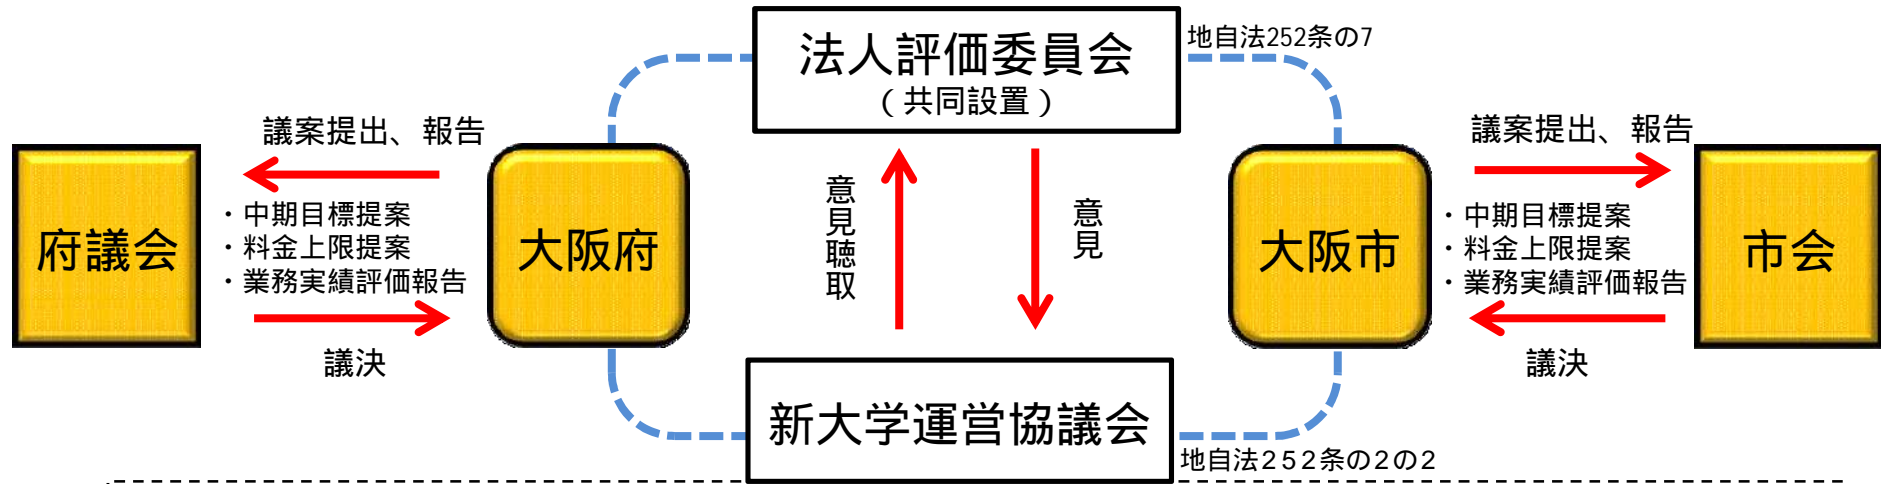 法人評価委員会
(共同設置)
地自法252条の7
議案提出、報告
府議会
・中期目標提案
・料金上限提案
・業務実績評価報告
議決
大阪府
意見聴取
意見
大阪市
議案提出、報告
・中期目標提案
・料金上限提案
・業務実績評価報告
議決
市会
新大学運営協議会
地自法252条の2の2